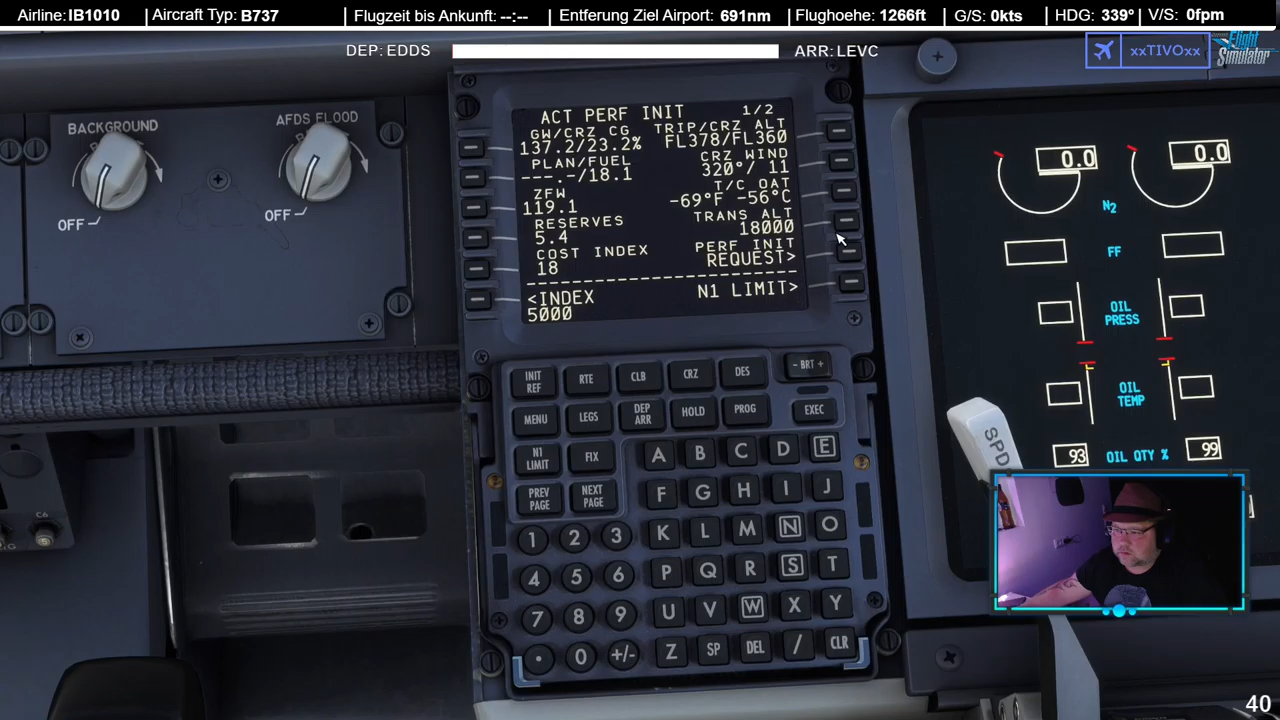 Airline: IB1010 | Aircraft Typ: B737 | Flugzeit bis Ankunft: --:-- | Entferung Ziel Airport: 691nm | Flughoehe: 1266ft | G/S: 0kts | HDG: 339° | V/S: 0fpm
DEP: EDDS ARR: LEVC
xxTIVOxx
Flight Simulator
BACKGROUND
OFF
AFDS FLOOD
OFF
ACT PERF INIT 1/2
GW/CRZ CG TRIP/CRZ ALT
137.2/23.2% FL378/FL360
PLAN/FUEL CRZ WIND
---.-/18.1 320°/ 11
ZFW T/C OAT
119.1 -69°F -56°C
RESERVES TRANS ALT
5.4 18000
COST INDEX PERF INIT
18 REQUEST>
<INDEX N1 LIMIT>
5000
INIT REF RTE CLB CRZ DES - BRT +
MENU LEGS DEP ARR HOLD PROG EXEC
N1 LIMIT FIX A B C D E
PREV PAGE NEXT PAGE F G H I J
1 2 3 K L M N O
4 5 6 P Q R S T
7 8 9 U V W X Y
. 0 +/- Z SP DEL / CLR
0.0 0.0
N2
FF
OIL PRESS
OIL TEMP
93 OIL QTY % 99
SPD
C6
40